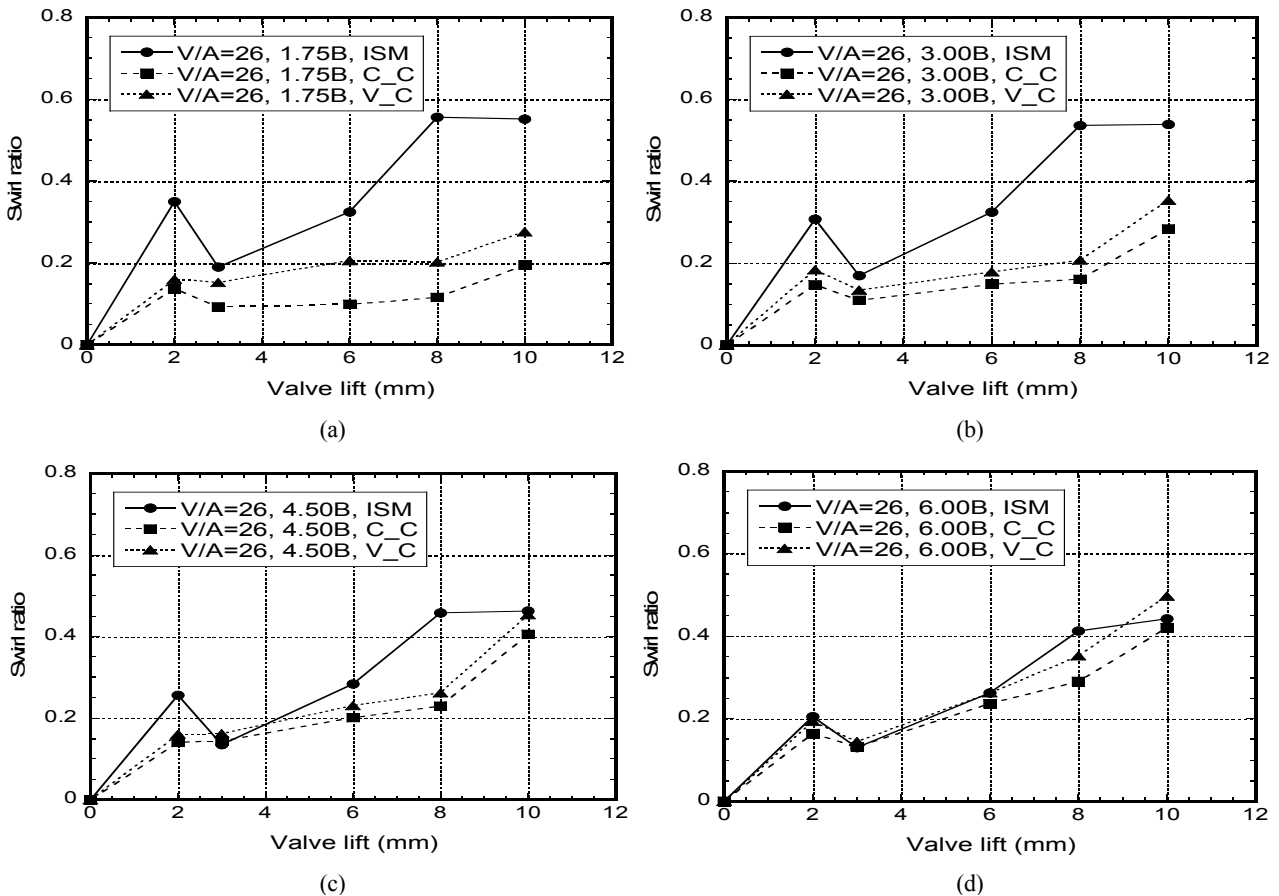 0.8
V/A=26, 1.75B, ISM
V/A=26, 1.75B, C_C
V/A=26, 1.75B, V_C
0.6
0.4
0.2
0
Swirl ratio
0 2 4 6 8 10 12
Valve lift (mm)
(a)
0.8
V/A=26, 3.00B, ISM
V/A=26, 3.00B, C_C
V/A=26, 3.00B, V_C
0.6
0.4
0.2
0
Swirl ratio
0 2 4 6 8 10 12
Valve lift (mm)
(b)
0.8
V/A=26, 4.50B, ISM
V/A=26, 4.50B, C_C
V/A=26, 4.50B, V_C
0.6
0.4
0.2
0
Swirl ratio
0 2 4 6 8 10 12
Valve lift (mm)
(c)
0.8
V/A=26, 6.00B, ISM
V/A=26, 6.00B, C_C
V/A=26, 6.00B, V_C
0.6
0.4
0.2
0
Swirl ratio
0 2 4 6 8 10 12
Valve lift (mm)
(d)